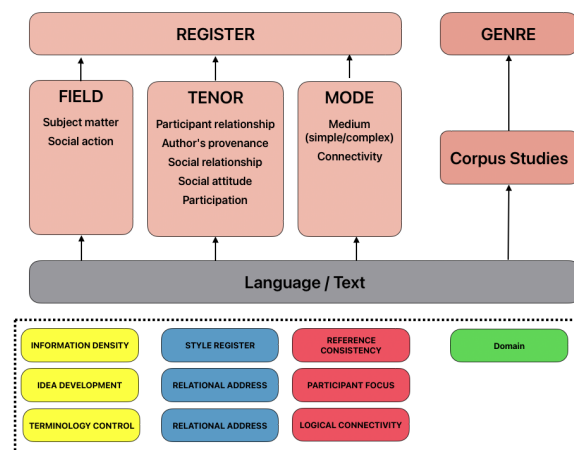 REGISTER
GENRE
FIELD
Subject matter
Social action
TENOR
Participant relationship
Author's provenance
Social relationship
Social attitude
Participation
MODE
Medium
(simple/complex)
Connectivity
Corpus Studies
Language / Text
INFORMATION DENSITY
STYLE REGISTER
REFERENCE
CONSISTENCY
Domain
IDEA DEVELOPMENT
RELATIONAL ADDRESS
PARTICIPANT FOCUS
TERMINOLOGY CONTROL
RELATIONAL ADDRESS
LOGICAL CONNECTIVITY